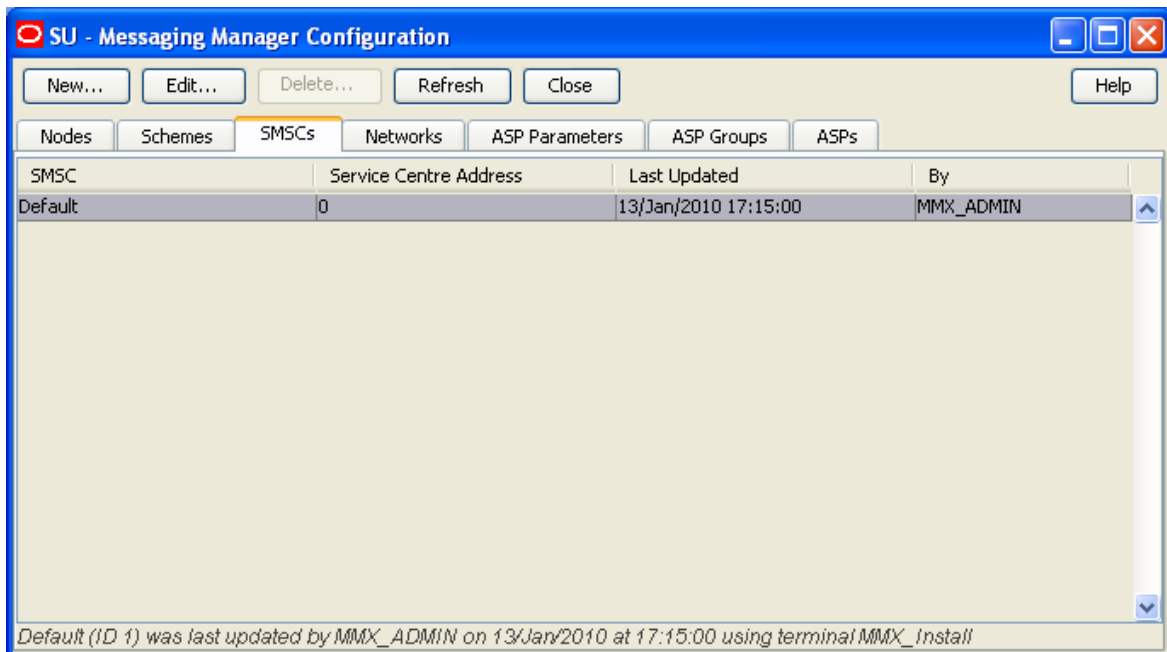 SU - Messaging Manager Configuration
New... Edit... Delete... Refresh Close Help
Nodes Schemes SMSCs Networks ASP Parameters ASP Groups ASPs
SMSC Service Centre Address Last Updated By
Default 0 13/Jan/2010 17:15:00 MMX_ADMIN
Default (ID 1) was last updated by MMX_ADMIN on 13/Jan/2010 at 17:15:00 using terminal MMX_Install